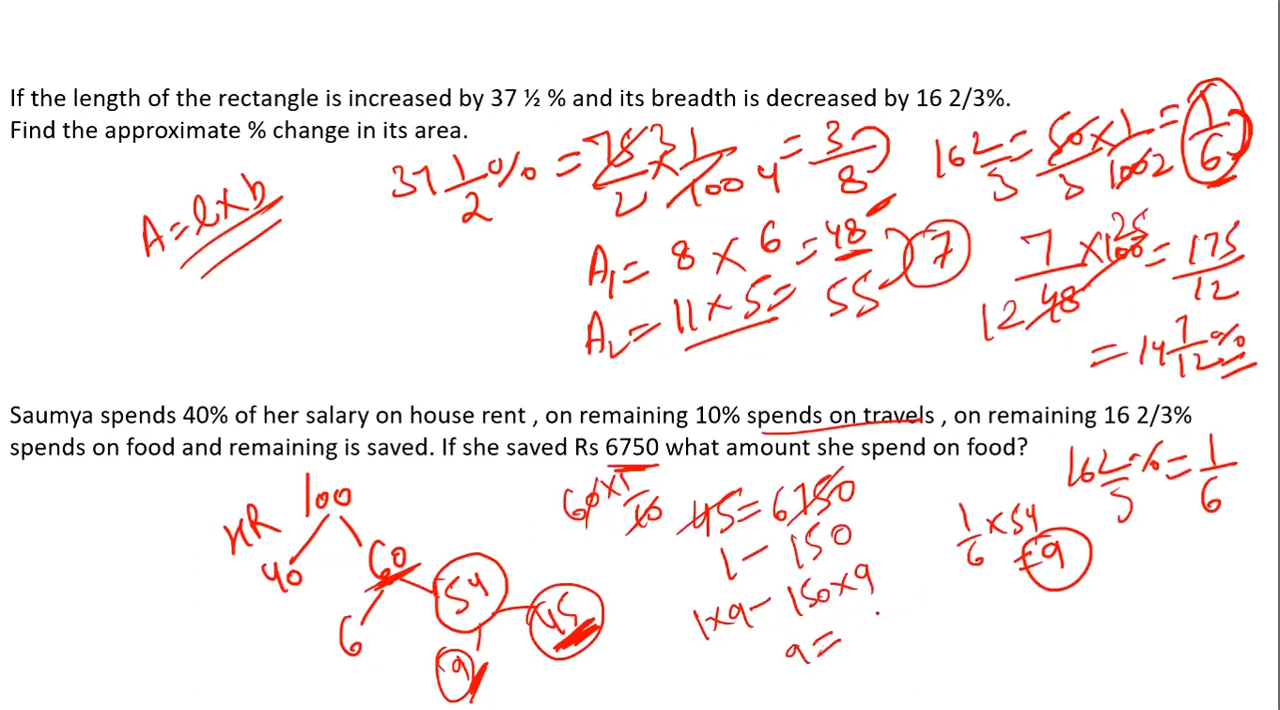 If the length of the rectangle is increased by 37 ½ % and its breadth is decreased by 16 2/3%.
Find the approximate % change in its area.
37 1/2 % = 75/2 × 1/100 = 3/8
16 2/3 = 50/3 × 1/100 = 1/6
A = l × b
A1 = 8 × 6 = 48
A2 = 11 × 5 = 55
7
7/48 × 100 = 175/12
= 14 7/12 %
Saumya spends 40% of her salary on house rent , on remaining 10% spends on travels , on remaining 16 2/3%
spends on food and remaining is saved. If she saved Rs 6750 what amount she spend on food?
16 2/3 % = 1/6
HR 100
40 60
6 54 45
9
60 × 1/10
45 = 6750
1 – 150
1×9 – 150×9
9 =
1/6 × 54
= 9